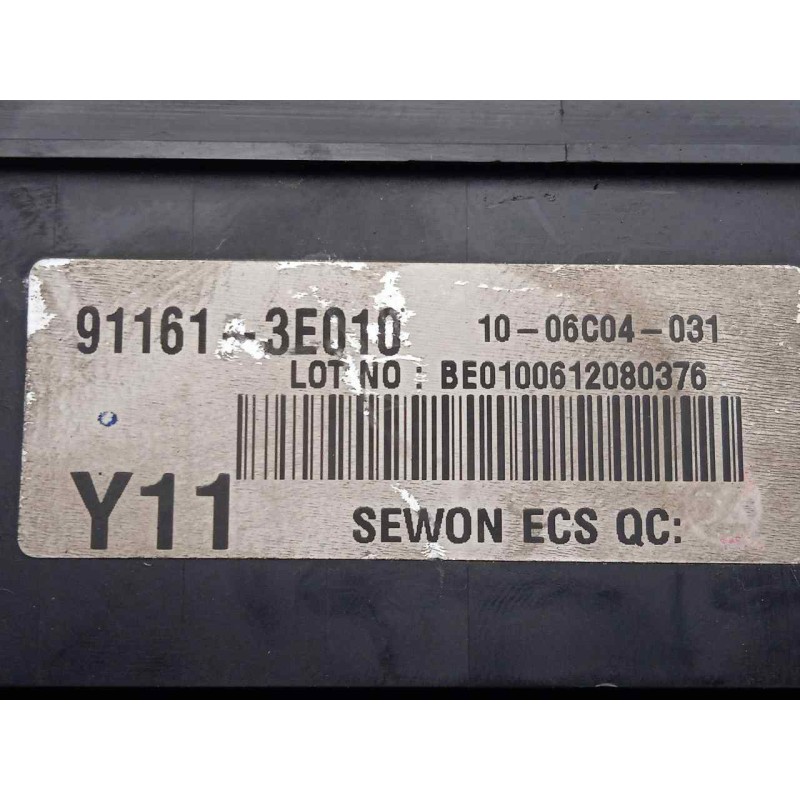 91161-3E010 10-06C04-031
LOT NO : BE0100612080376
Y11 SEWON ECS QC: